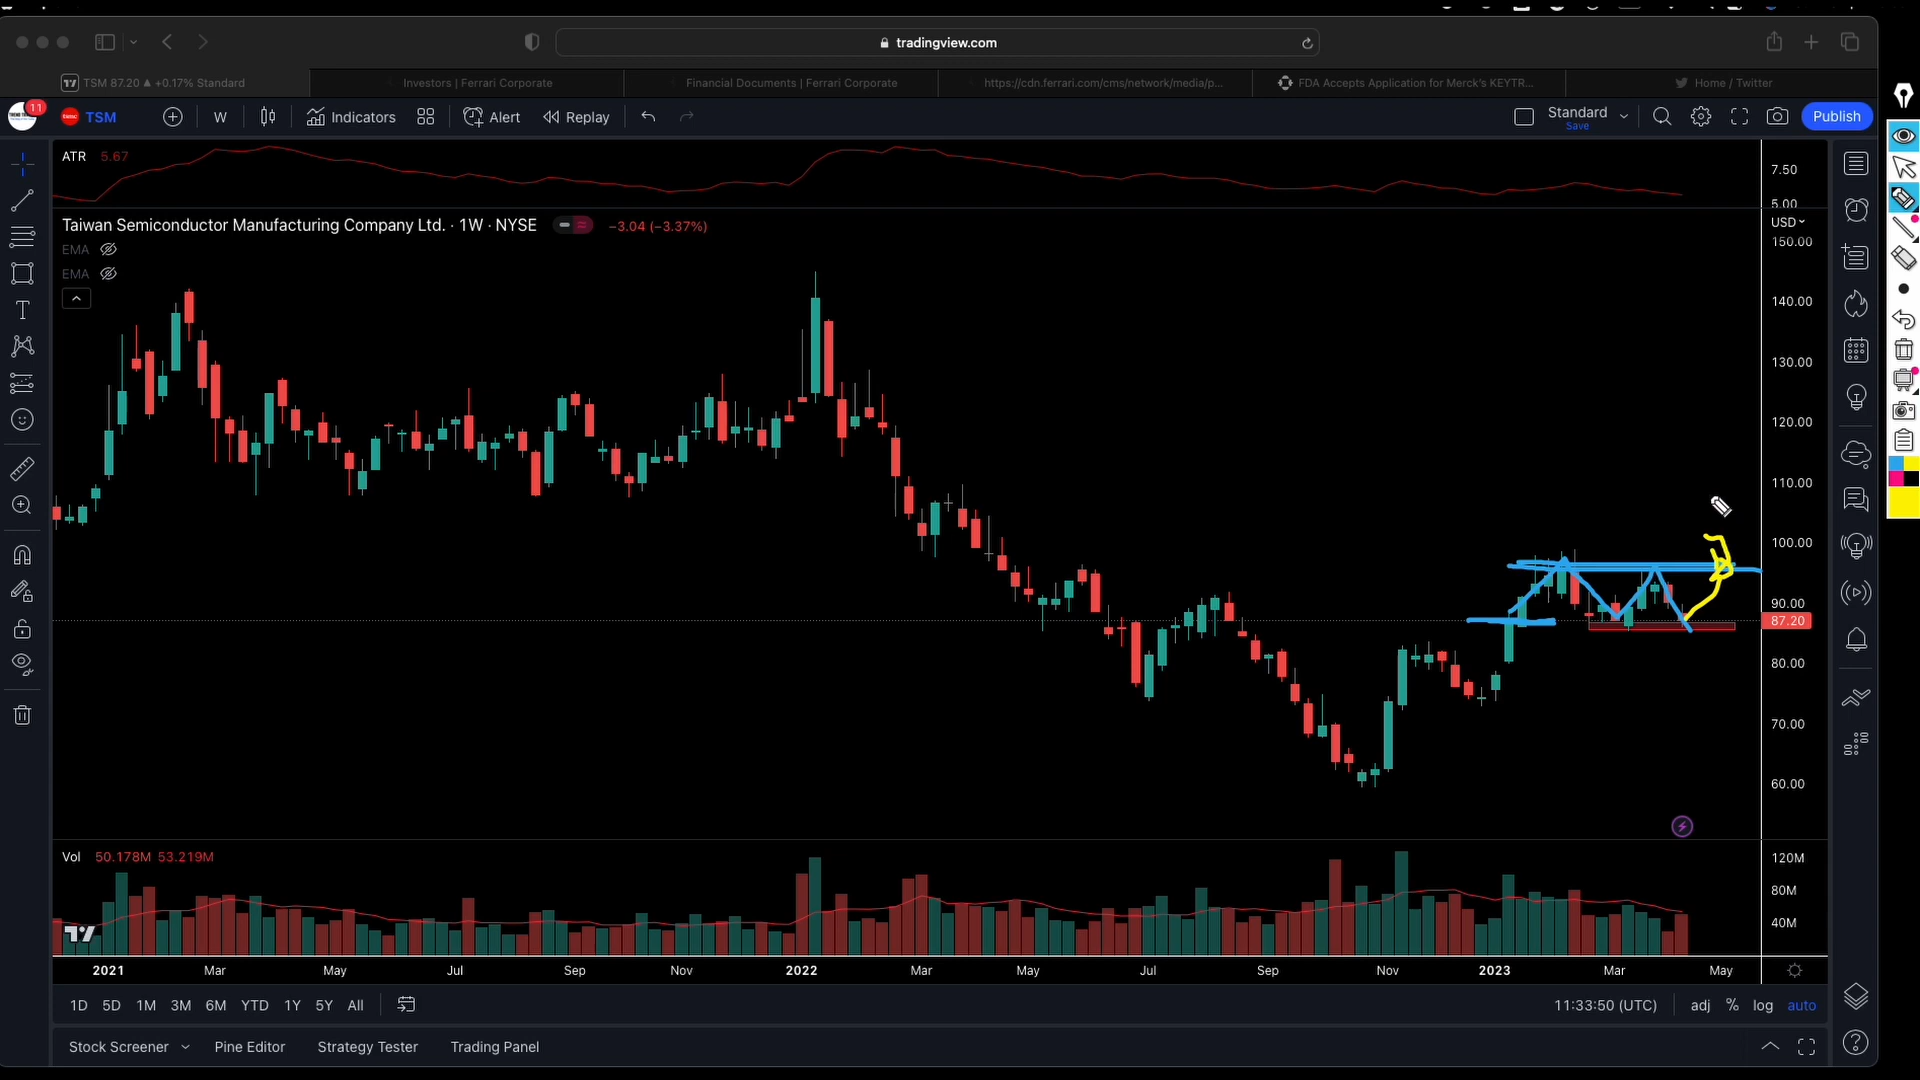 tradingview.com
TSM 87.20 ▲ +0.17% Standard
Investors | Ferrari Corporate
Financial Documents | Ferrari Corporate
https://cdn.ferrari.com/cms/network/media/p...
FDA Accepts Application for Merck's KEYTR...
Home / Twitter
11
TSM
W
Indicators
Alert
Replay
Standard
Save
Publish
ATR 5.67
7.50
5.00
Taiwan Semiconductor Manufacturing Company Ltd. · 1W · NYSE
−3.04 (−3.37%)
USD
EMA
EMA
150.00
140.00
130.00
120.00
110.00
100.00
90.00
87.20
80.00
70.00
60.00
Vol 50.178M 53.219M
120M
80M
40M
2021 Mar May Jul Sep Nov 2022 Mar May Jul Sep Nov 2023 Mar May
1D 5D 1M 3M 6M YTD 1Y 5Y All
11:33:50 (UTC)
adj % log auto
Stock Screener
Pine Editor
Strategy Tester
Trading Panel